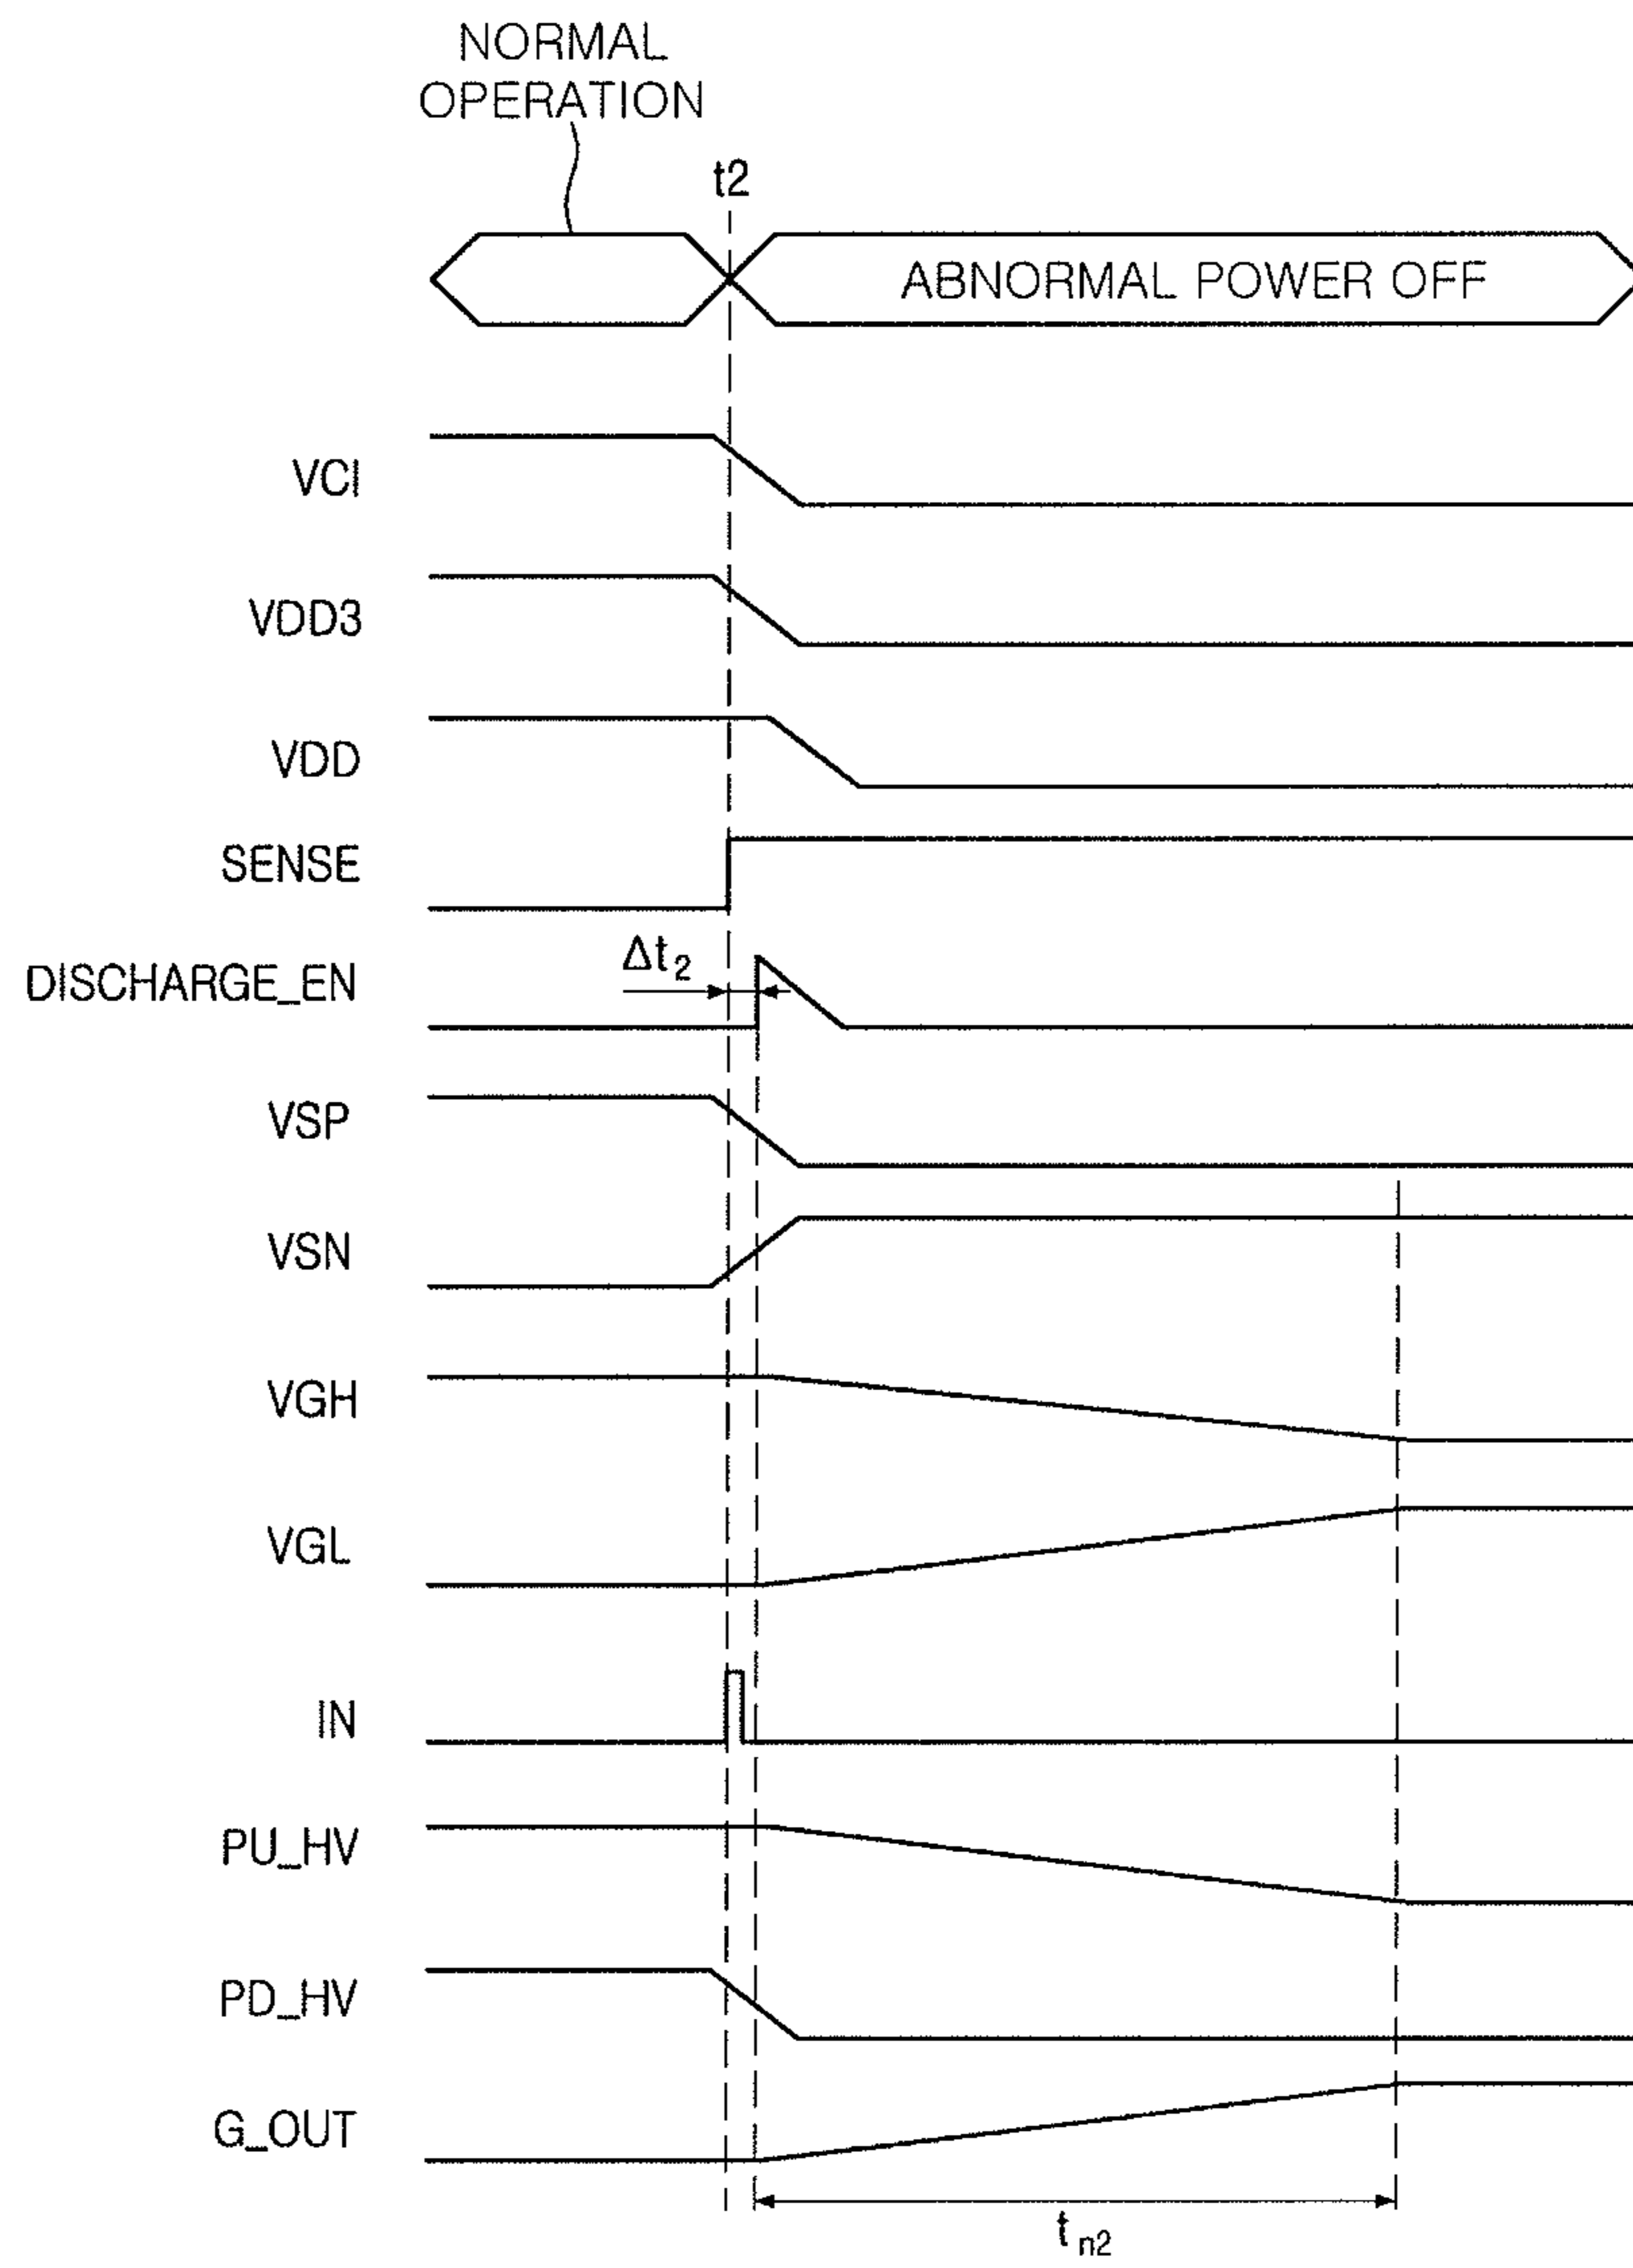 NORMAL
OPERATION
t2
ABNORMAL POWER OFF
VCI
VDD3
VDD
SENSE
Δt2
DISCHARGE_EN
VSP
VSN
VGH
VGL
IN
PU_HV
PD_HV
G_OUT
tn2